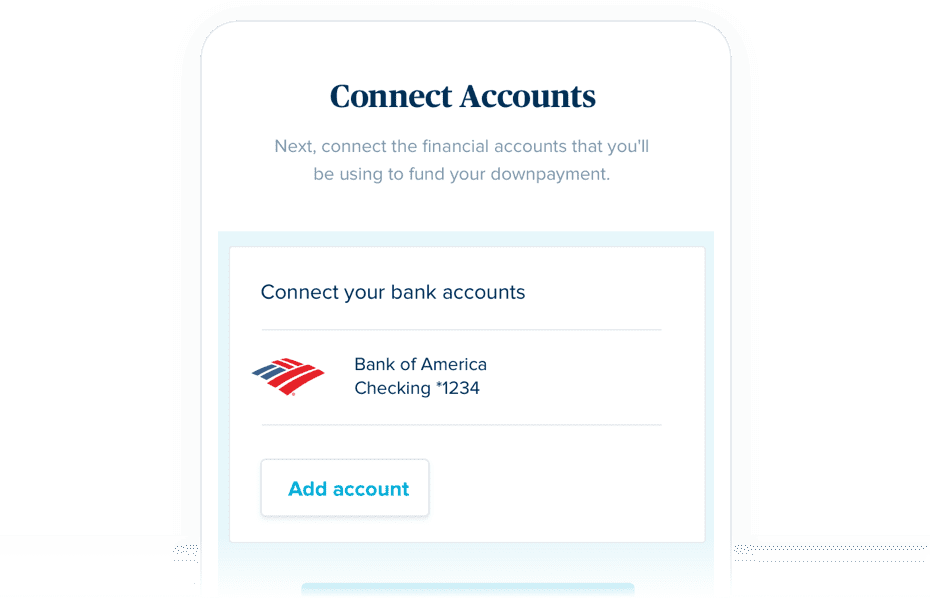 Connect Accounts
Next, connect the financial accounts that you'll
be using to fund your downpayment.
Connect your bank accounts
Bank of America
Checking *1234
Add account